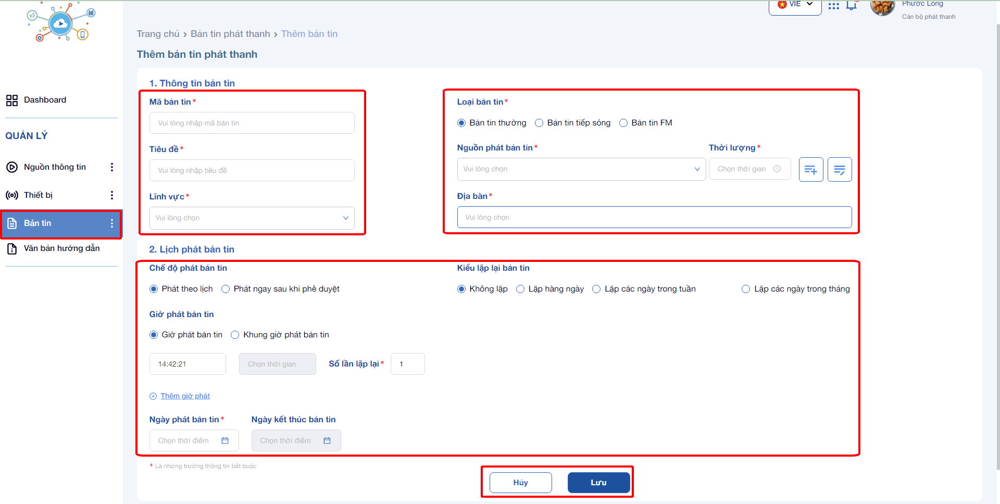 VIE
Phước Long
Cán bộ phát thanh
Trang chủ › Bản tin phát thanh › Thêm bản tin
Thêm bản tin phát thanh
Dashboard
QUẢN LÝ
Nguồn thông tin
Thiết bị
Bản tin
Văn bản hướng dẫn
1. Thông tin bản tin
Mã bản tin *
Vui lòng nhập mã bản tin
Tiêu đề *
Vui lòng nhập tiêu đề
Lĩnh vực *
Vui lòng chọn
Loại bản tin *
Bản tin thường Bản tin tiếp sóng Bản tin FM
Nguồn phát bản tin * Thời lượng *
Vui lòng chọn Chọn thời gian
Địa bàn *
Vui lòng chọn
2. Lịch phát bản tin
Chế độ phát bản tin
Phát theo lịch Phát ngay sau khi phê duyệt
Kiểu lặp lại bản tin
Không lặp Lặp hàng ngày Lặp các ngày trong tuần Lặp các ngày trong tháng
Giờ phát bản tin
Giờ phát bản tin Khung giờ phát bản tin
14:42:21 Chọn thời gian Số lần lặp lại * 1
Thêm giờ phát
Ngày phát bản tin * Ngày kết thúc bản tin
Chọn thời điểm Chọn thời điểm
* Là những trường thông tin bắt buộc
Hủy Lưu